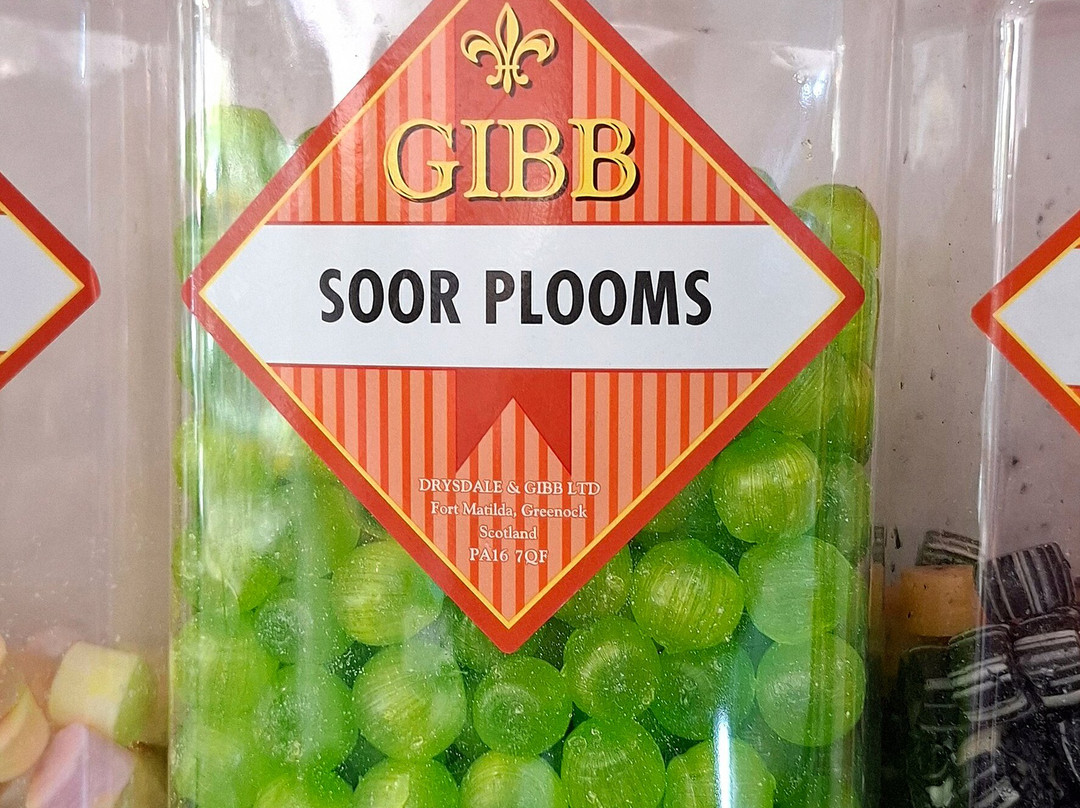 GIBB
SOOR PLOOMS
DRYSDALE & GIBB LTD
Fort Matilda, Greenock
Scotland
PA16 7QF